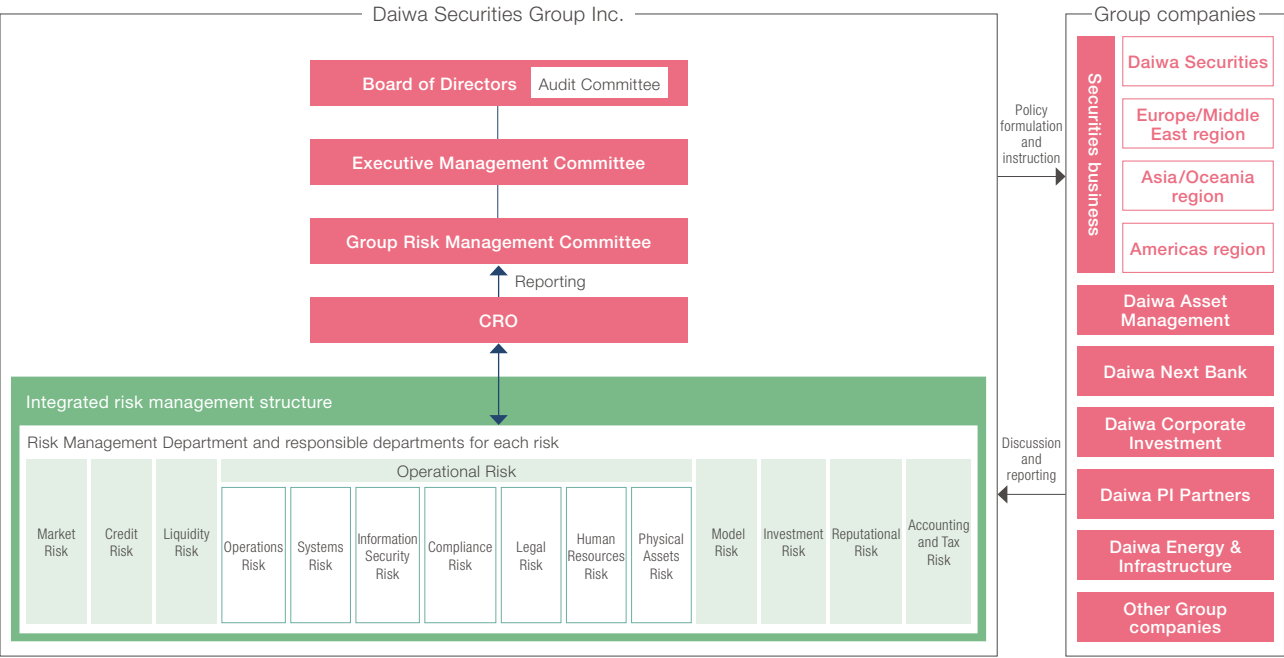 Daiwa Securities Group Inc.
Board of Directors
Audit Committee
Executive Management Committee
Group Risk Management Committee
Reporting
CRO
Integrated risk management structure
Risk Management Department and responsible departments for each risk
Market
Risk
Credit
Risk
Liquidity
Risk
Operational Risk
Operations
Risk
Systems
Risk
Information
Security
Risk
Compliance
Risk
Legal
Risk
Human
Resources
Risk
Physical
Assets
Risk
Model
Risk
Investment
Risk
Reputational
Risk
Accounting
and Tax
Risk
Policy
formulation
and
instruction
Discussion
and
reporting
Group companies
Securities business
Daiwa Securities
Europe/Middle
East region
Asia/Oceania
region
Americas region
Daiwa Asset
Management
Daiwa Next Bank
Daiwa Corporate
Investment
Daiwa PI Partners
Daiwa Energy &
Infrastructure
Other Group
companies